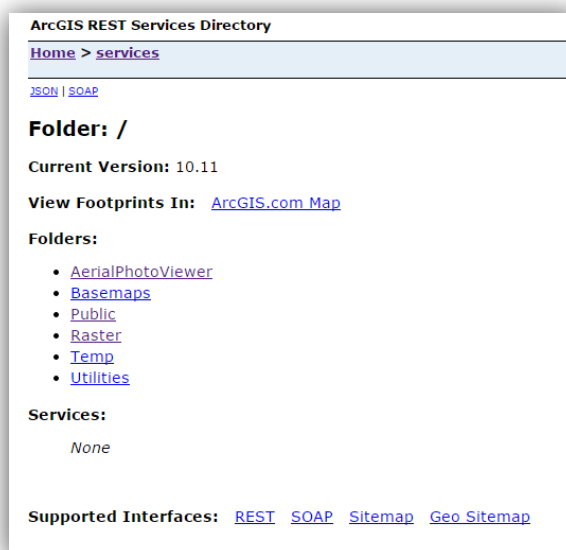 ArcGIS REST Services Directory
Home > services
JSON | SOAP
Folder: /
Current Version: 10.11
View Footprints In: ArcGIS.com Map
Folders:
AerialPhotoViewer
Basemaps
Public
Raster
Temp
Utilities
Services:
None
Supported Interfaces: REST SOAP Sitemap Geo Sitemap